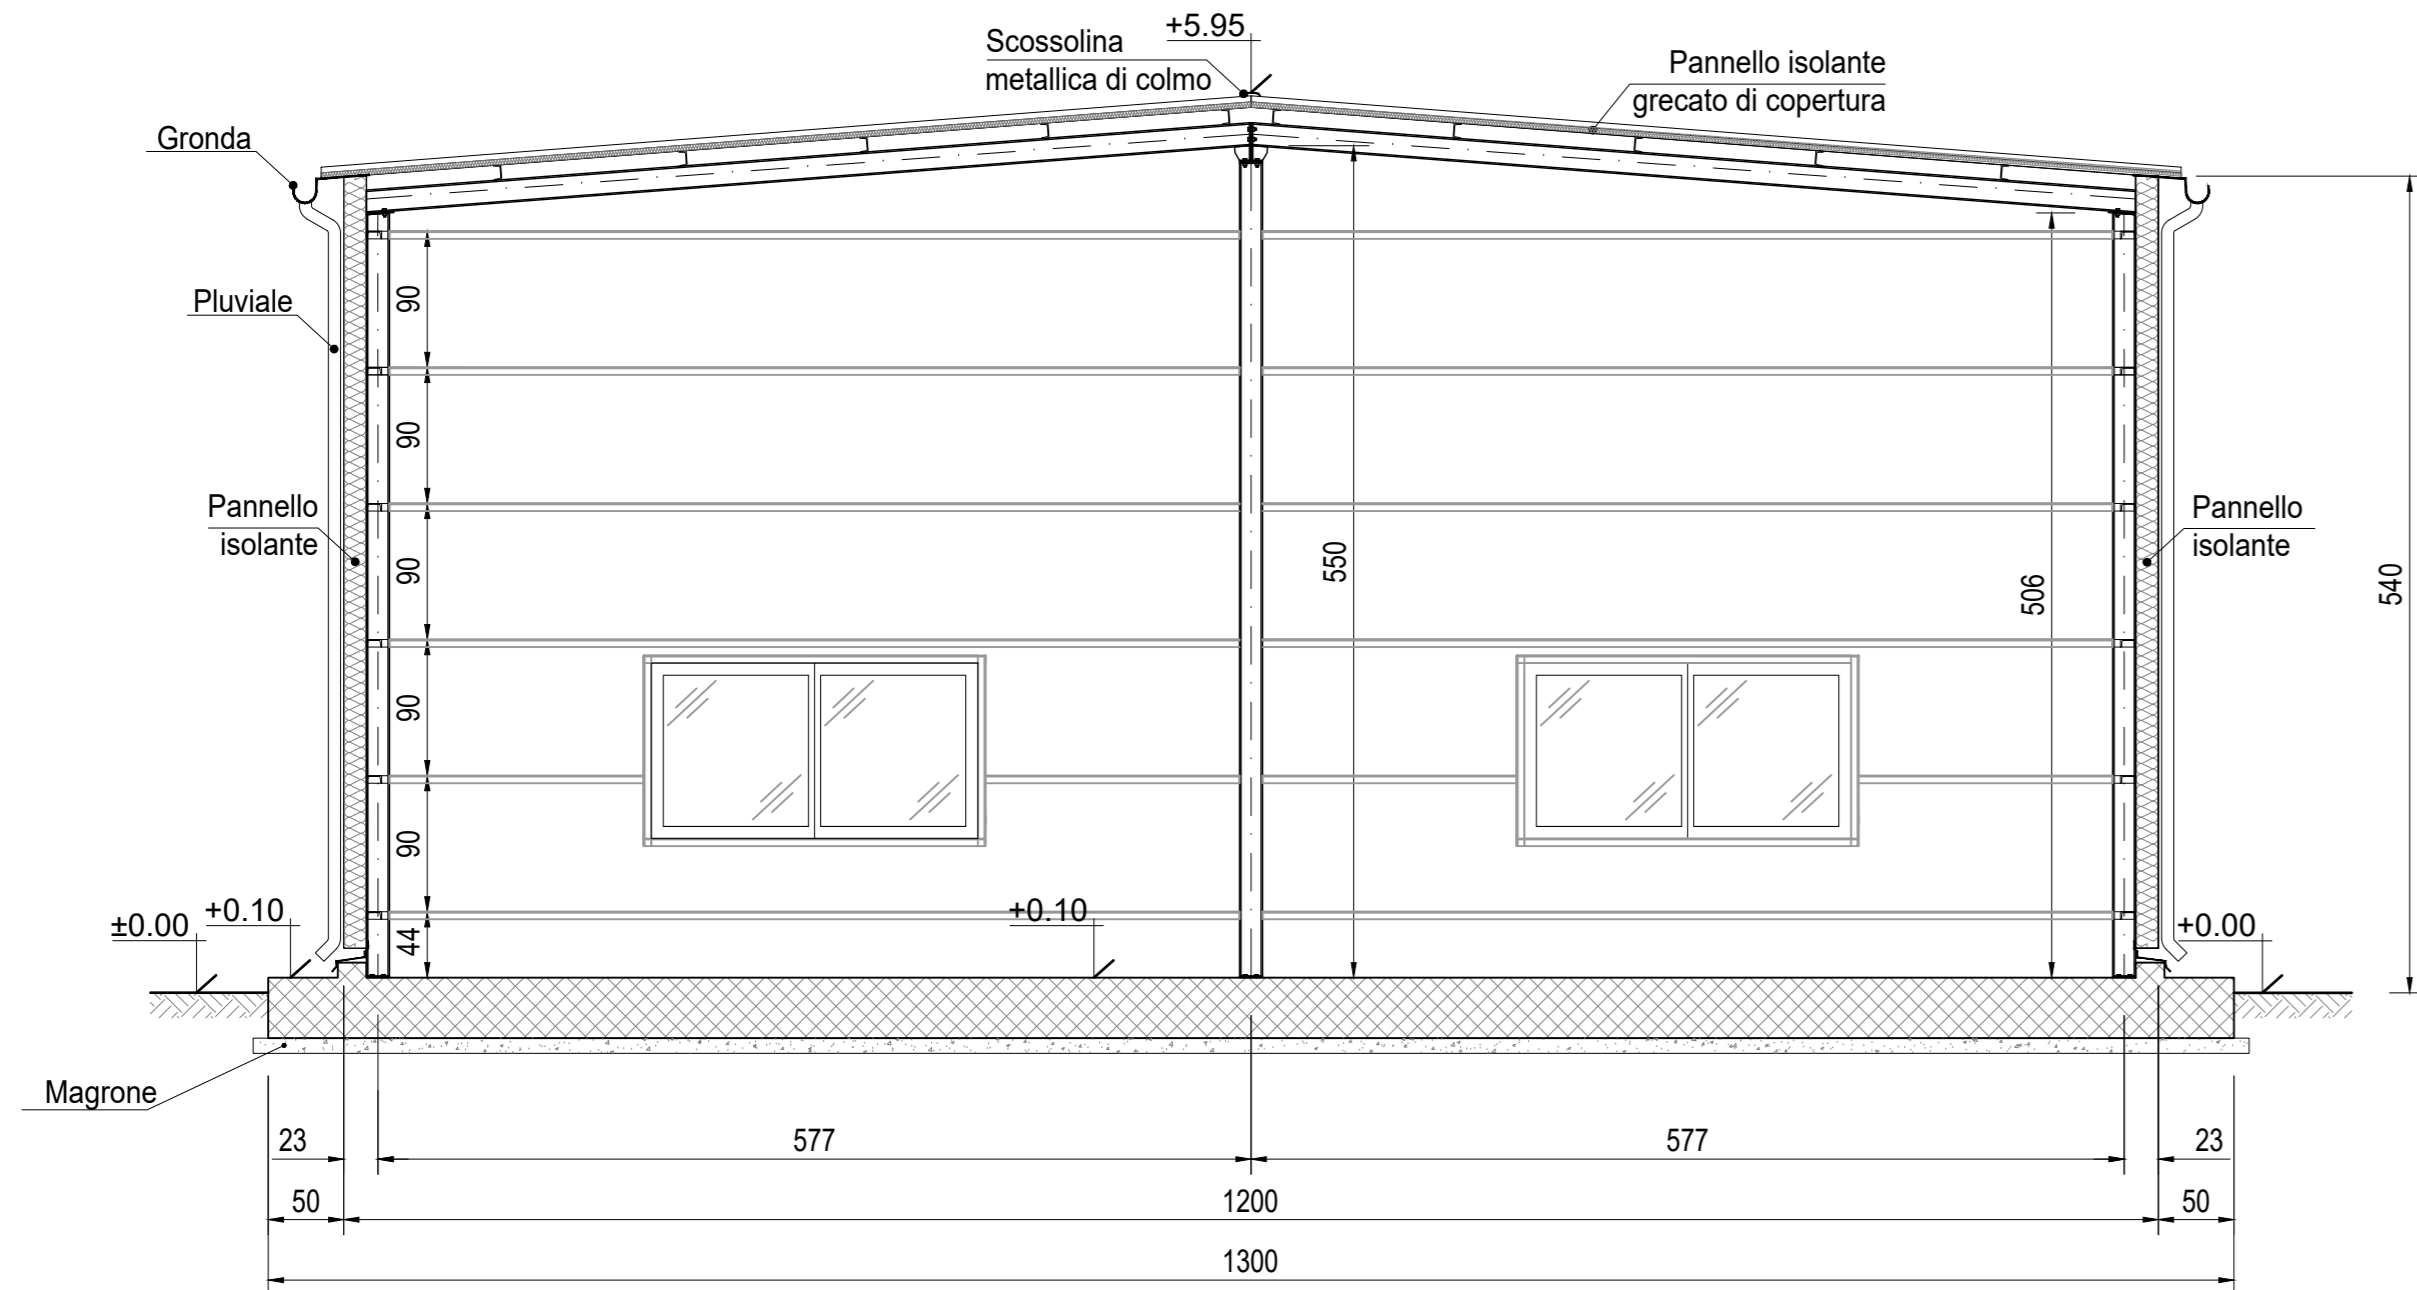 +5.95
Scossolina
metallica di colmo
Pannello isolante
grecato di copertura
Gronda
Pluviale
90
90
Pannello
isolante
Pannello
isolante
90
550
506
540
90
90
±0.00
+0.10
+0.10
+0.00
44
Magrone
23
577
577
23
50
1200
50
1300